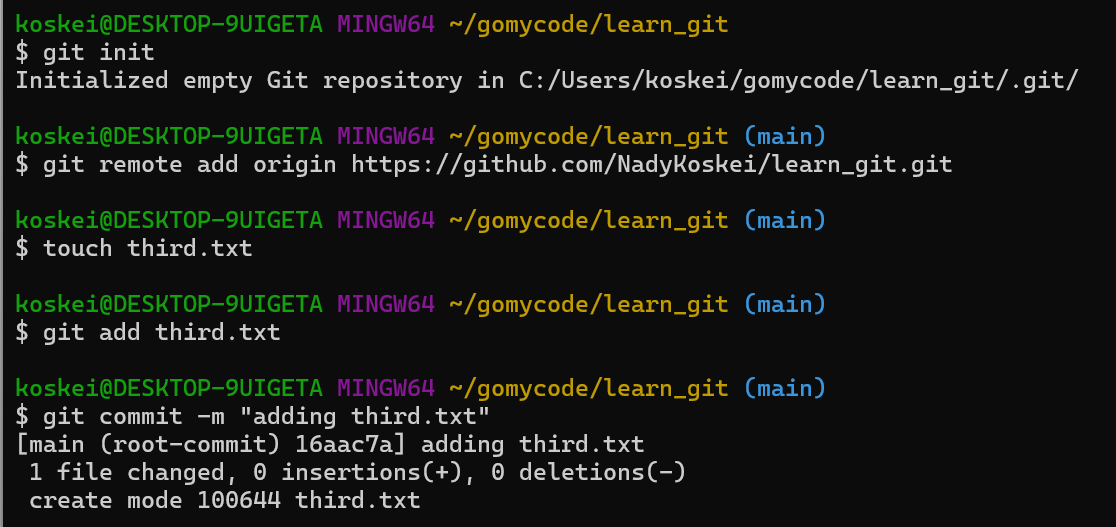 koskei@DESKTOP-9UIGETA MINGW64 ~/gomycode/learn_git
$ git init
Initialized empty Git repository in C:/Users/koskei/gomycode/learn_git/.git/
koskei@DESKTOP-9UIGETA MINGW64 ~/gomycode/learn_git (main)
$ git remote add origin https://github.com/NadyKoskei/learn_git.git
koskei@DESKTOP-9UIGETA MINGW64 ~/gomycode/learn_git (main)
$ touch third.txt
koskei@DESKTOP-9UIGETA MINGW64 ~/gomycode/learn_git (main)
$ git add third.txt
koskei@DESKTOP-9UIGETA MINGW64 ~/gomycode/learn_git (main)
$ git commit -m "adding third.txt"
[main (root-commit) 16aac7a] adding third.txt
 1 file changed, 0 insertions(+), 0 deletions(-)
 create mode 100644 third.txt